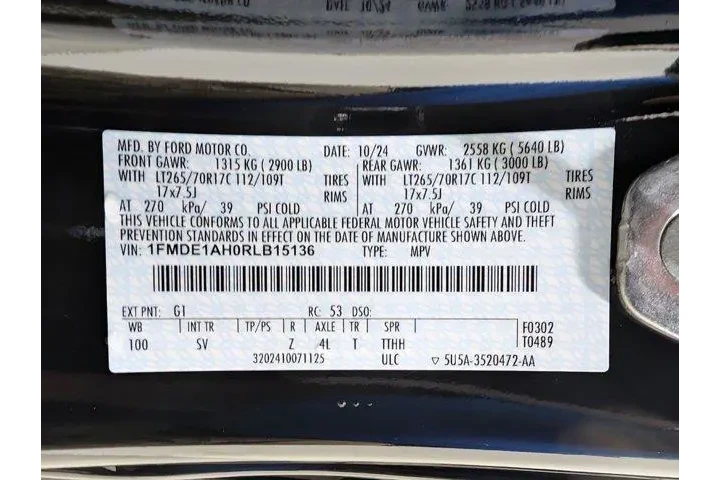 MFD. BY FORD MOTOR CO. DATE: 10/24 GVWR: 2558 KG ( 5640 LB)
FRONT GAWR: 1315 KG ( 2900 LB) REAR GAWR: 1361 KG ( 3000 LB)
WITH LT265/70R17C 112/109T TIRES WITH LT265/70R17C 112/109T TIRES
17x7.5J RIMS 17x7.5J RIMS
AT 270 kPa/ 39 PSI COLD AT 270 kPa/ 39 PSI COLD
THIS VEHICLE CONFORMS TO ALL APPLICABLE FEDERAL MOTOR VEHICLE SAFETY AND THEFT
PREVENTION STANDARDS IN EFFECT ON THE DATE OF MANUFACTURE SHOWN ABOVE.
VIN: 1FMDE1AH0RLB15136 TYPE: MPV
EXT PNT: G1 RC: 53 DSO:
WB INT TR TP/PS R AXLE TR SPR F0302
100 SV Z 4L T TTHH T0489
3202410071125 ULC ▽ 5U5A-3520472-AA